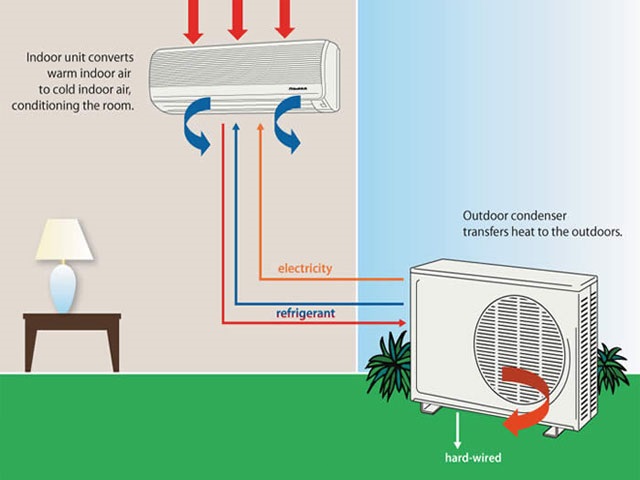 Indoor unit converts
warm indoor air
to cold indoor air,
conditioning the room.
Outdoor condenser
transfers heat to the outdoors.
electricity
refrigerant
hard-wired